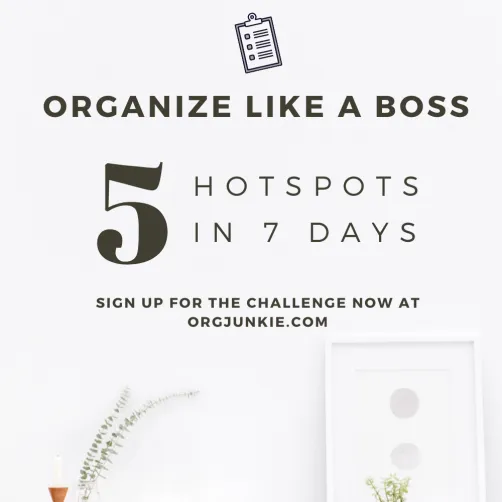 ORGANIZE LIKE A BOSS
5
HOTSPOTS
IN 7 DAYS
SIGN UP FOR THE CHALLENGE NOW AT
ORGJUNKIE.COM